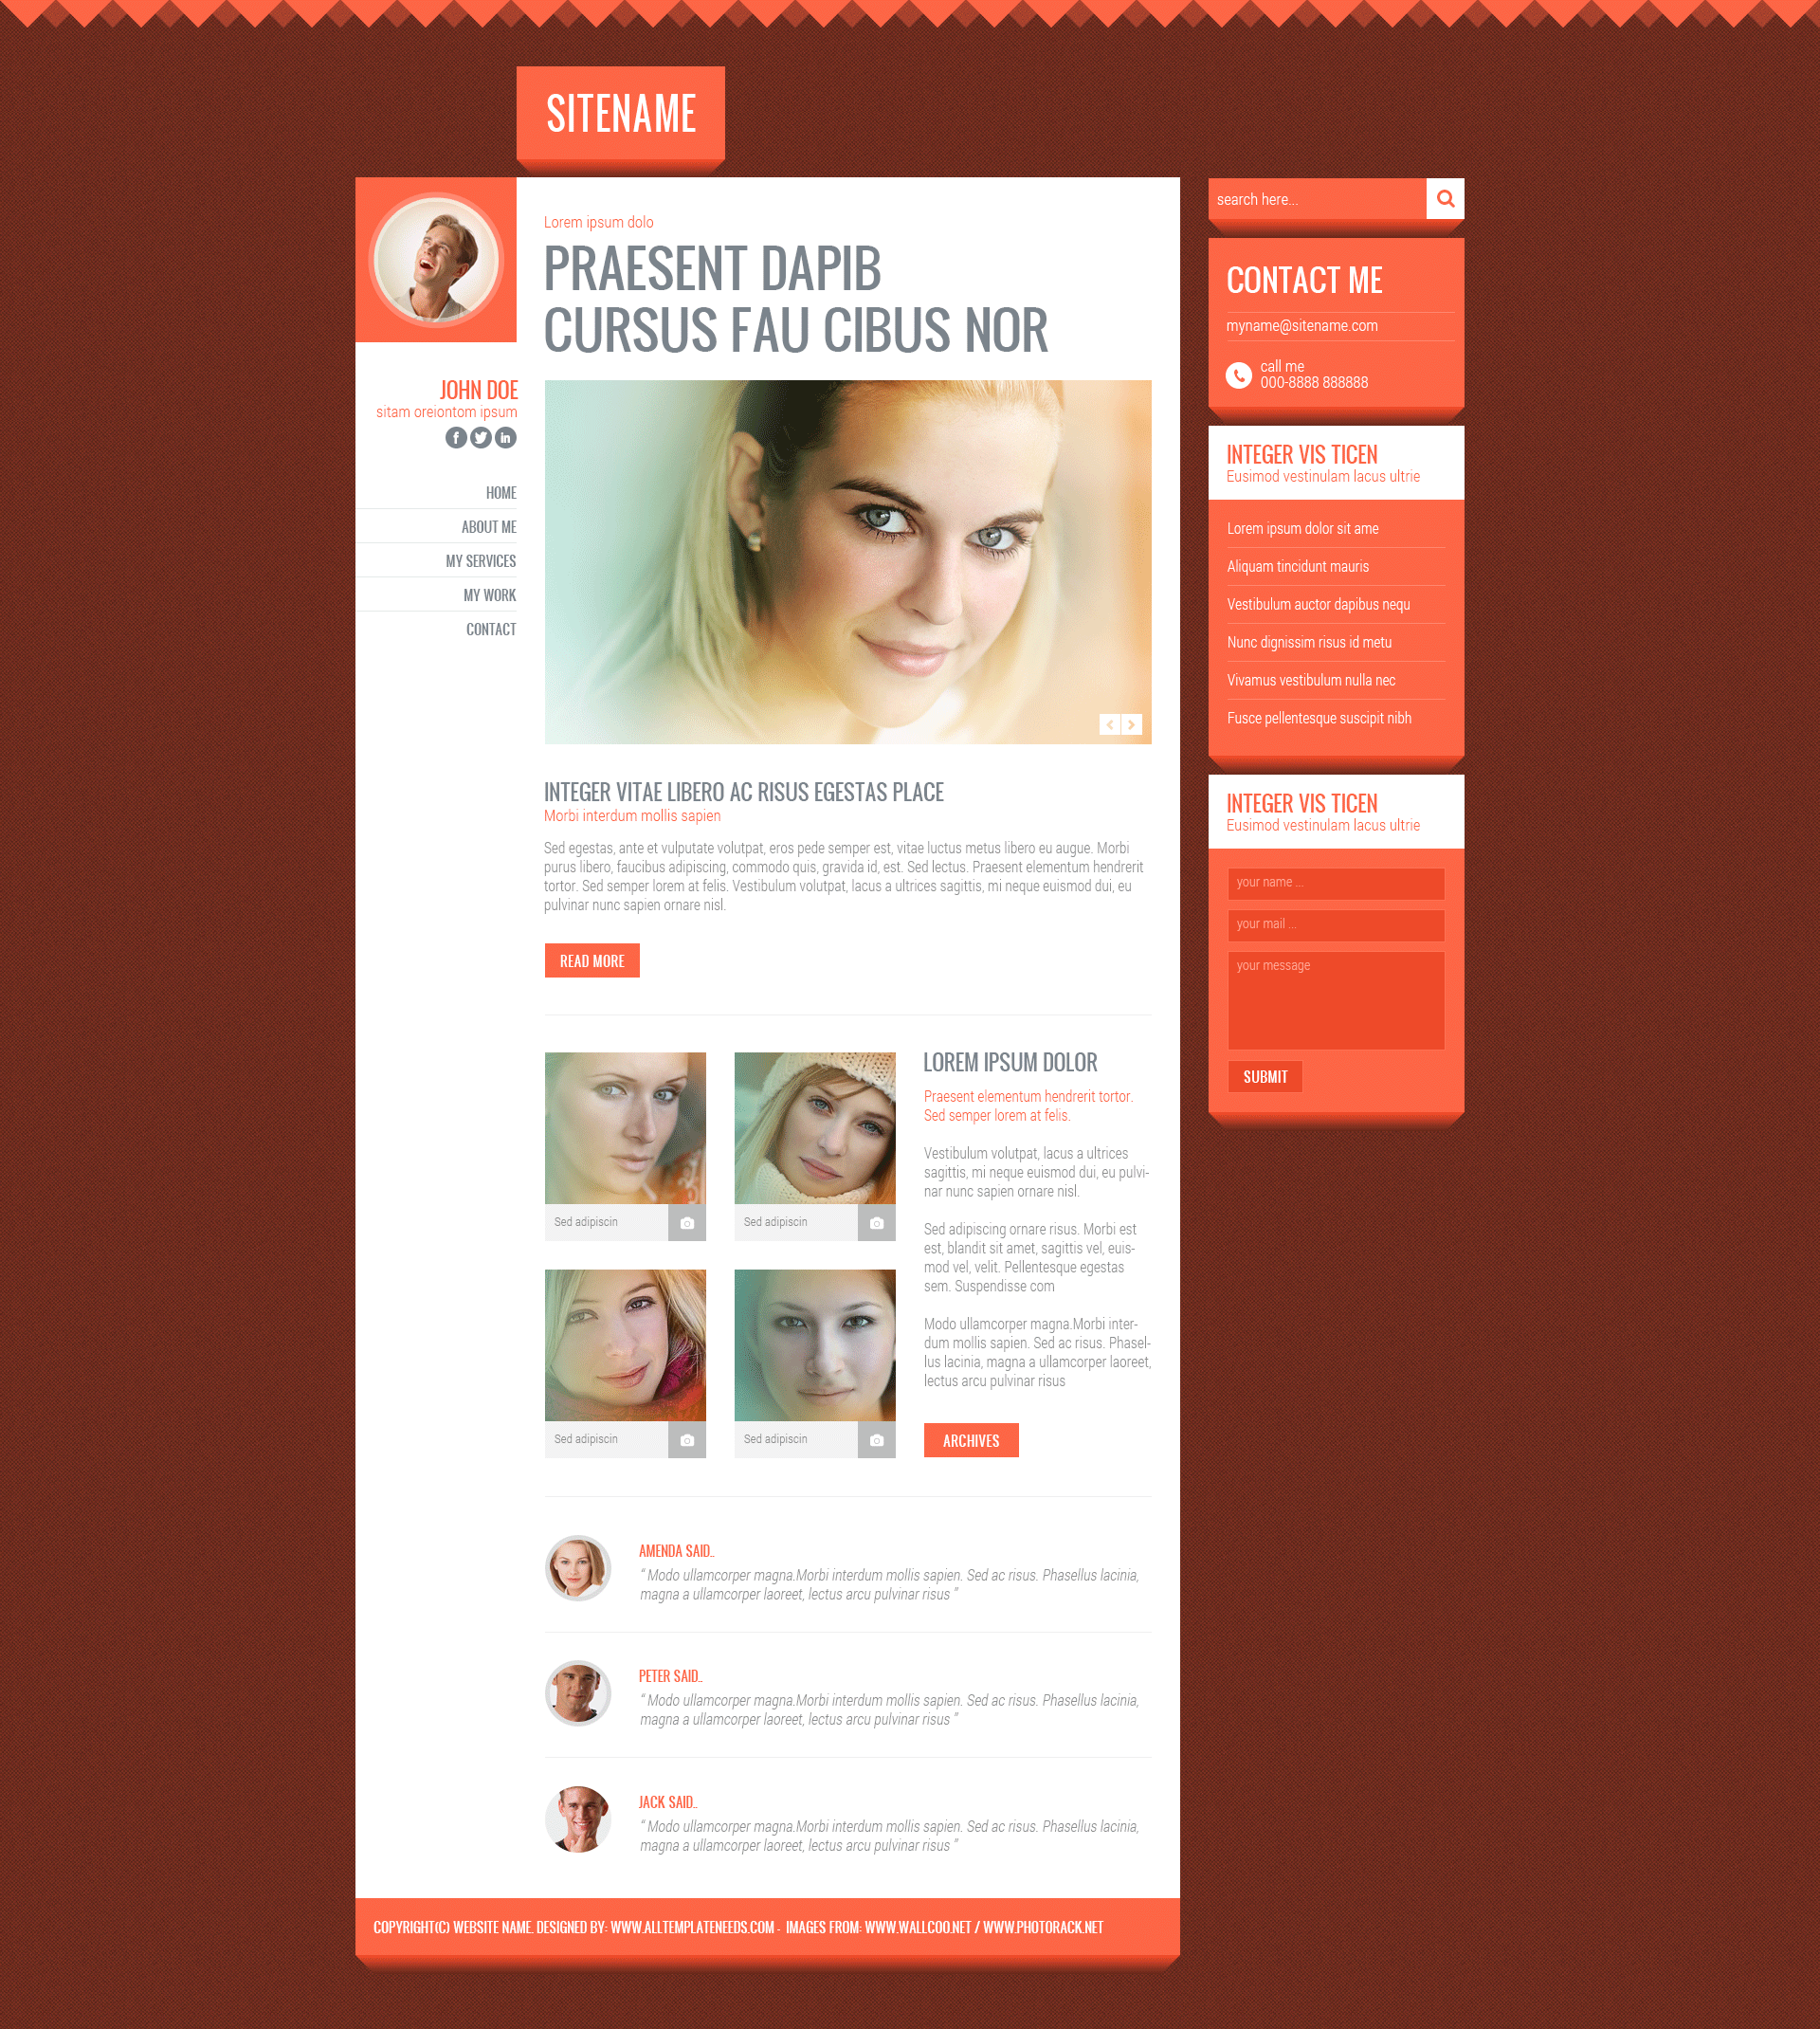 SITENAME
JOHN DOE
sitam oreiontom ipsum
HOME
ABOUT ME
MY SERVICES
MY WORK
CONTACT
Lorem ipsum dolo
PRAESENT DAPIB
CURSUS FAU CIBUS NOR
INTEGER VITAE LIBERO AC RISUS EGESTAS PLACE
Morbi interdum mollis sapien
Sed egestas, ante et vulputate volutpat, eros pede semper est, vitae luctus metus libero eu augue. Morbi
purus libero, faucibus adipiscing, commodo quis, gravida id, est. Sed lectus. Praesent elementum hendrerit
tortor. Sed semper lorem at felis. Vestibulum volutpat, lacus a ultrices sagittis, mi neque euismod dui, eu
pulvinar nunc sapien ornare nisl.
READ MORE
Sed adipiscin
Sed adipiscin
Sed adipiscin
Sed adipiscin
LOREM IPSUM DOLOR
Praesent elementum hendrerit tortor.
Sed semper lorem at felis.
Vestibulum volutpat, lacus a ultrices
sagittis, mi neque euismod dui, eu pulvi-
nar nunc sapien ornare nisl.
Sed adipiscing ornare risus. Morbi est
est, blandit sit amet, sagittis vel, euis-
mod vel, velit. Pellentesque egestas
sem. Suspendisse com
Modo ullamcorper magna.Morbi inter-
dum mollis sapien. Sed ac risus. Phasel-
lus lacinia, magna a ullamcorper laoreet,
lectus arcu pulvinar risus
ARCHIVES
AMENDA SAID..
“ Modo ullamcorper magna.Morbi interdum mollis sapien. Sed ac risus. Phasellus lacinia,
magna a ullamcorper laoreet, lectus arcu pulvinar risus ”
PETER SAID..
“ Modo ullamcorper magna.Morbi interdum mollis sapien. Sed ac risus. Phasellus lacinia,
magna a ullamcorper laoreet, lectus arcu pulvinar risus ”
JACK SAID..
“ Modo ullamcorper magna.Morbi interdum mollis sapien. Sed ac risus. Phasellus lacinia,
magna a ullamcorper laoreet, lectus arcu pulvinar risus ”
COPYRIGHT(C) WEBSITE NAME. DESIGNED BY: WWW.ALLTEMPLATENEEDS.COM - IMAGES FROM: WWW.WALLCOO.NET / WWW.PHOTORACK.NET
search here...
CONTACT ME
myname@sitename.com
call me
000-8888 888888
INTEGER VIS TICEN
Eusimod vestinulam lacus ultrie
Lorem ipsum dolor sit ame
Aliquam tincidunt mauris
Vestibulum auctor dapibus nequ
Nunc dignissim risus id metu
Vivamus vestibulum nulla nec
Fusce pellentesque suscipit nibh
INTEGER VIS TICEN
Eusimod vestinulam lacus ultrie
your name ...
your mail ...
your message
SUBMIT